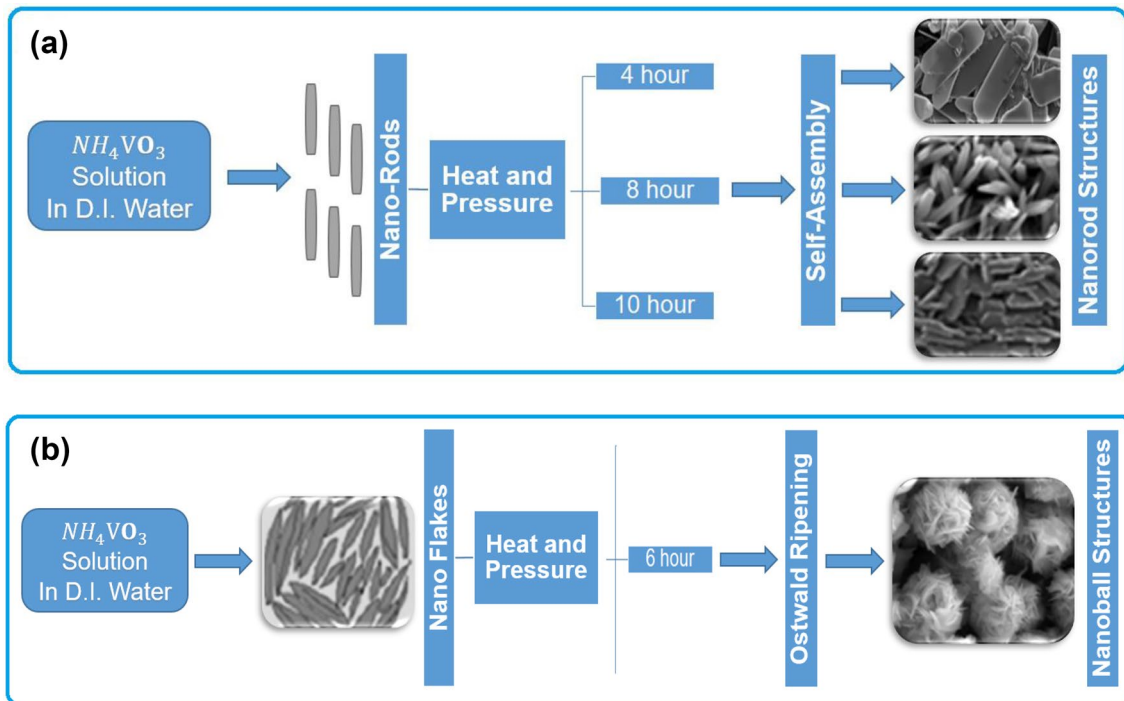 (a)
NH₄VO₃
Solution
In D.I. Water
Nano-Rods
Heat and
Pressure
4 hour
8 hour
10 hour
Self-Assembly
Nanorod Structures
(b)
NH₄VO₃
Solution
In D.I. Water
Nano Flakes
Heat and
Pressure
6 hour
Ostwald Ripening
Nanoball Structures